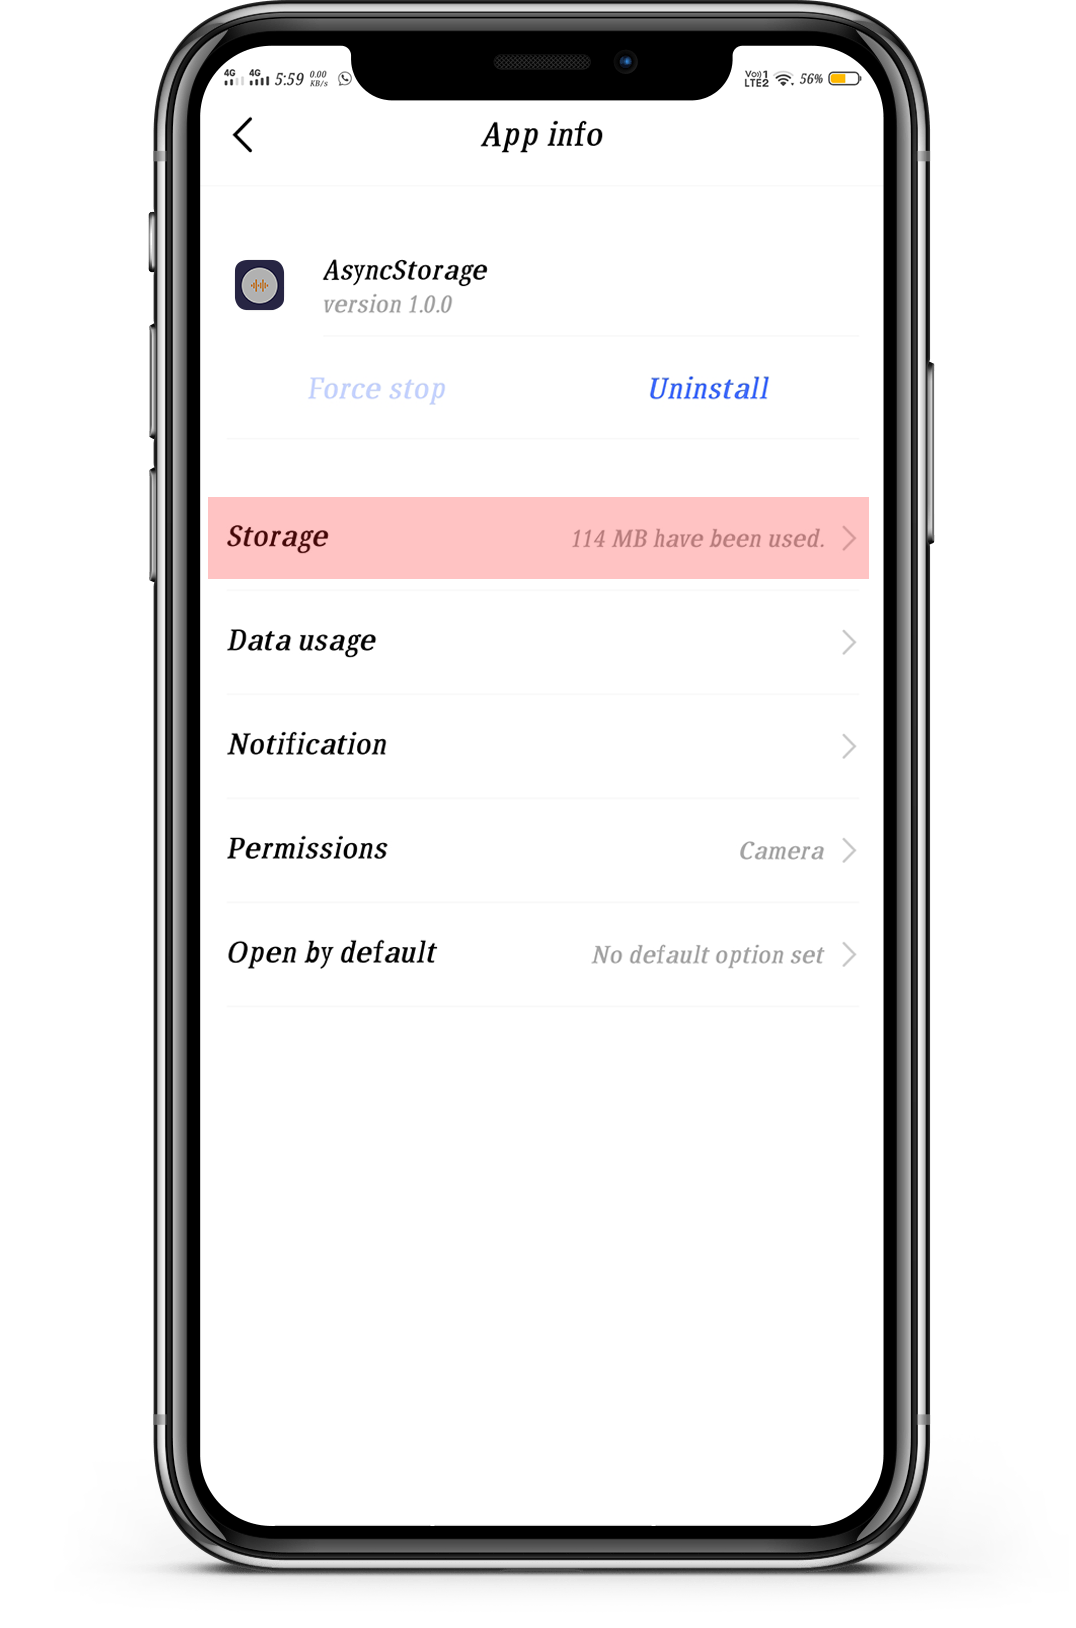 4G 4G 5:59 0.00 KB/s Vo))1 LTE2 56%
App info
AsyncStorage
version 1.0.0
Force stop Uninstall
Storage 114 MB have been used.
Data usage
Notification
Permissions Camera
Open by default No default option set